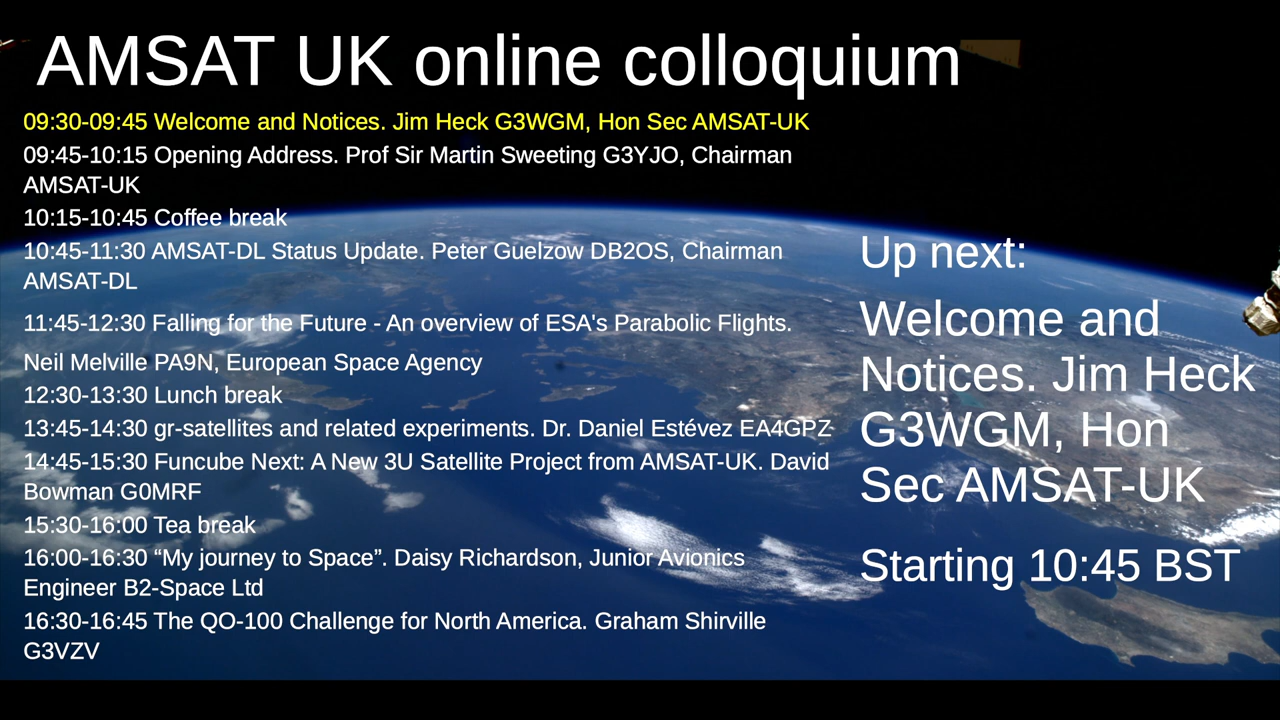 AMSAT UK online colloquium
09:30-09:45 Welcome and Notices. Jim Heck G3WGM, Hon Sec AMSAT-UK
09:45-10:15 Opening Address. Prof Sir Martin Sweeting G3YJO, Chairman
AMSAT-UK
10:15-10:45 Coffee break
10:45-11:30 AMSAT-DL Status Update. Peter Guelzow DB2OS, Chairman
AMSAT-DL
11:45-12:30 Falling for the Future - An overview of ESA's Parabolic Flights.
Neil Melville PA9N, European Space Agency
12:30-13:30 Lunch break
13:45-14:30 gr-satellites and related experiments. Dr. Daniel Estévez EA4GPZ
14:45-15:30 Funcube Next: A New 3U Satellite Project from AMSAT-UK. David
Bowman G0MRF
15:30-16:00 Tea break
16:00-16:30 “My journey to Space”. Daisy Richardson, Junior Avionics
Engineer B2-Space Ltd
16:30-16:45 The QO-100 Challenge for North America. Graham Shirville
G3VZV
Up next:
Welcome and
Notices. Jim Heck
G3WGM, Hon
Sec AMSAT-UK
Starting 10:45 BST